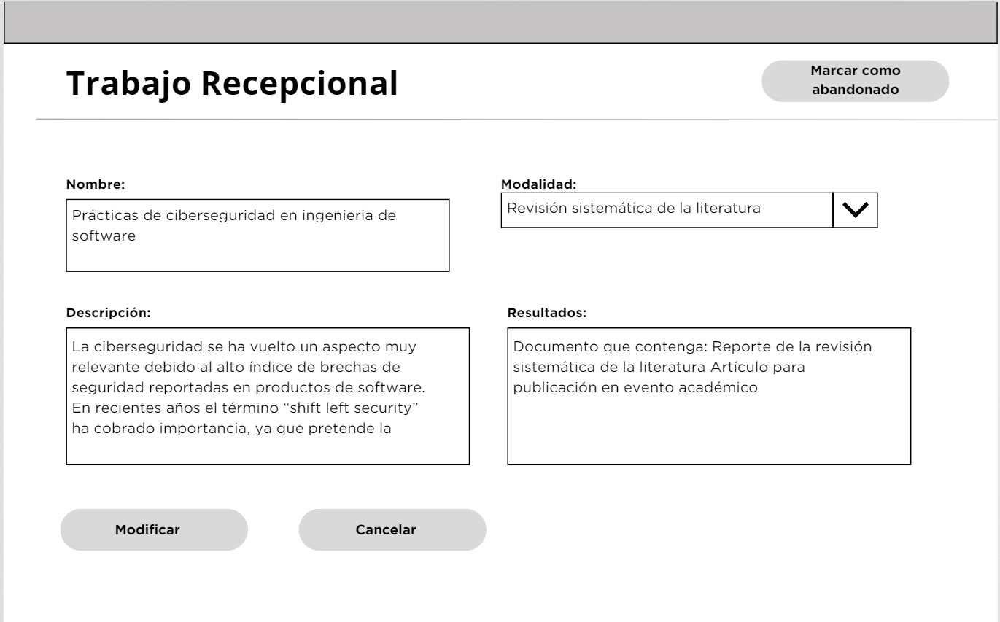 Trabajo Recepcional
Marcar como
abandonado
Nombre:
Prácticas de ciberseguridad en ingenieria de
software
Modalidad:
Revisión sistemática de la literatura
Descripción:
La ciberseguridad se ha vuelto un aspecto muy
relevante debido al alto índice de brechas de
seguridad reportadas en productos de software.
En recientes años el término “shift left security”
ha cobrado importancia, ya que pretende la
Resultados:
Documento que contenga: Reporte de la revisión
sistemática de la literatura Artículo para
publicación en evento académico
Modificar
Cancelar